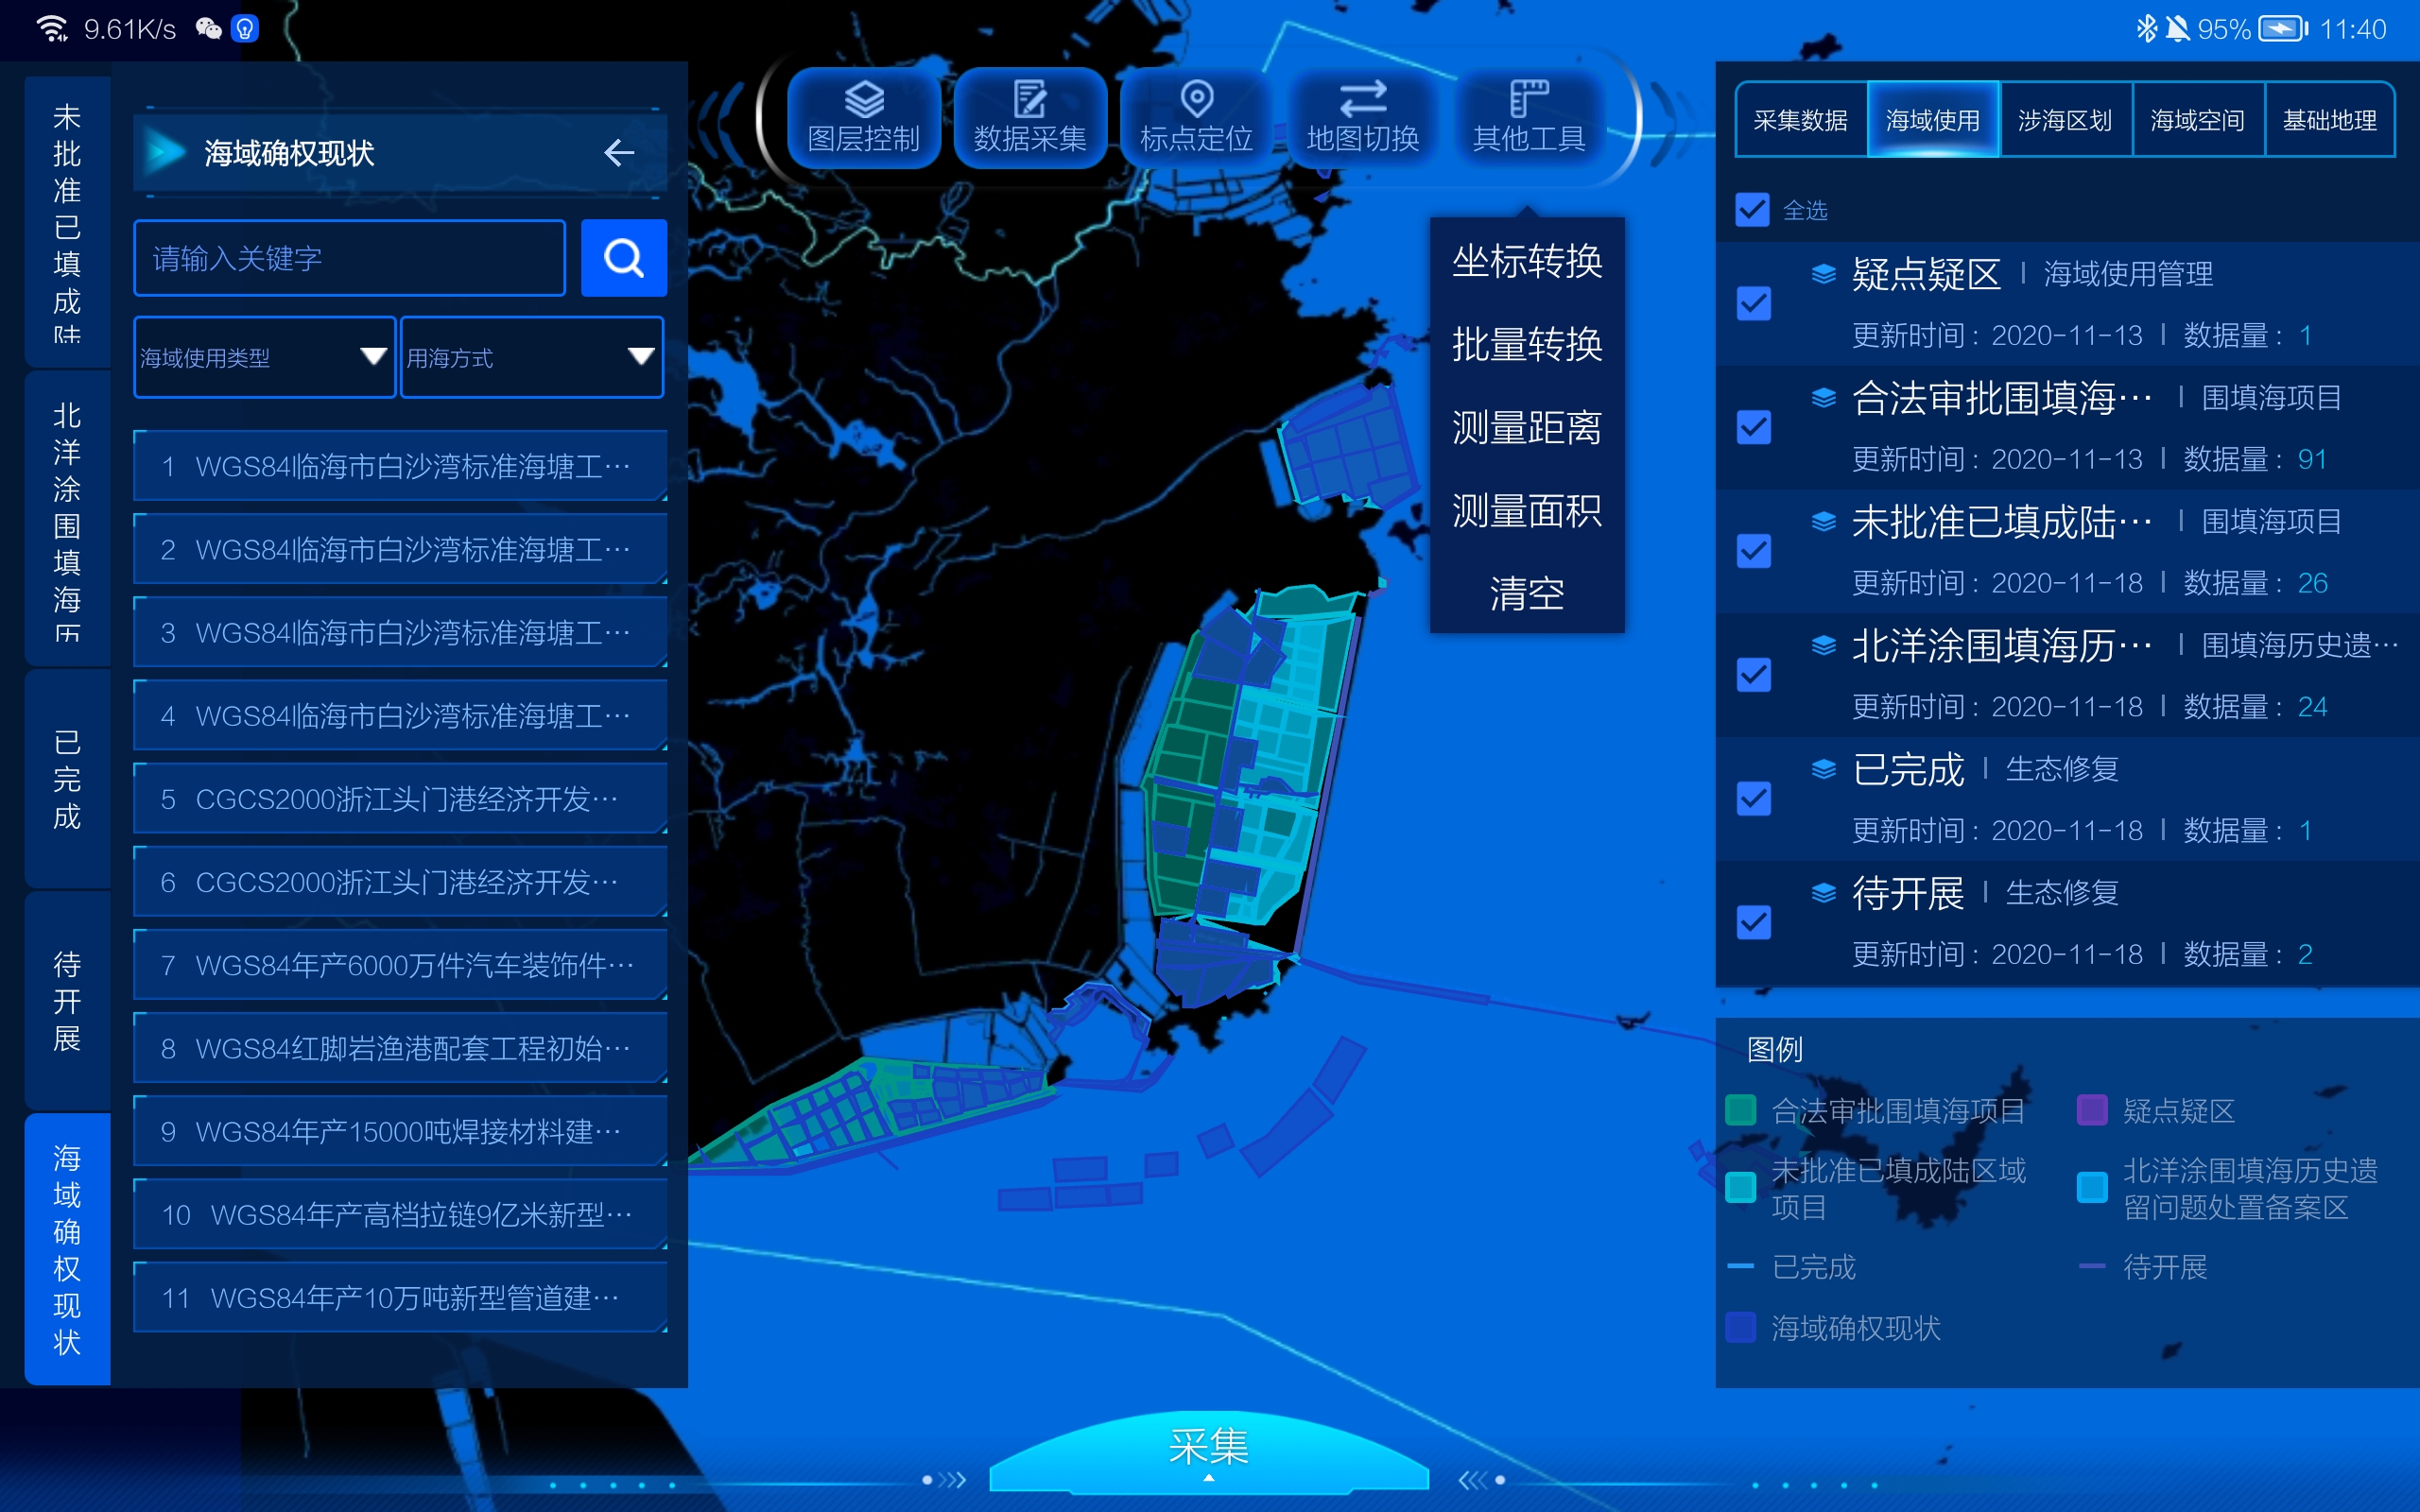 9.61K/s
95%
11:40
未批准已填成陆
北洋涂围填海历
已完成
待开展
海域确权现状
海域确权现状
请输入关键字
海域使用类型
用海方式
1 WGS84临海市白沙湾标准海塘工…
2 WGS84临海市白沙湾标准海塘工…
3 WGS84临海市白沙湾标准海塘工…
4 WGS84临海市白沙湾标准海塘工…
5 CGCS2000浙江头门港经济开发…
6 CGCS2000浙江头门港经济开发…
7 WGS84年产6000万件汽车装饰件…
8 WGS84红脚岩渔港配套工程初始…
9 WGS84年产15000吨焊接材料建…
10 WGS84年产高档拉链9亿米新型…
11 WGS84年产10万吨新型管道建…
图层控制
数据采集
标点定位
地图切换
其他工具
坐标转换
批量转换
测量距离
测量面积
清空
采集数据
海域使用
涉海区划
海域空间
基础地理
全选
疑点疑区 | 海域使用管理
更新时间：2020-11-13 | 数据量：1
合法审批围填海… | 围填海项目
更新时间：2020-11-13 | 数据量：91
未批准已填成陆… | 围填海项目
更新时间：2020-11-18 | 数据量：26
北洋涂围填海历… | 围填海历史遗…
更新时间：2020-11-18 | 数据量：24
已完成 | 生态修复
更新时间：2020-11-18 | 数据量：1
待开展 | 生态修复
更新时间：2020-11-18 | 数据量：2
图例
合法审批围填海项目
疑点疑区
未批准已填成陆区域
项目
北洋涂围填海历史遗
留问题处置备案区
已完成
待开展
海域确权现状
采集